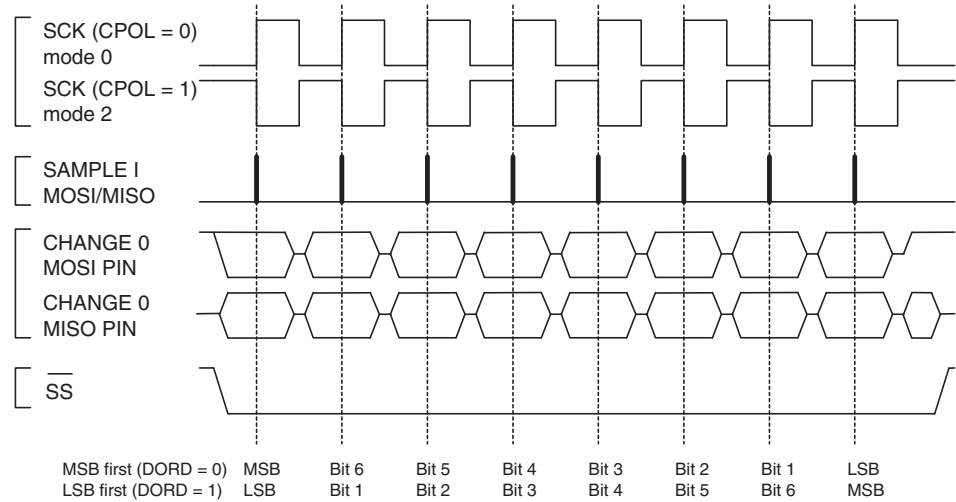 SCK (CPOL = 0)
mode 0
SCK (CPOL = 1)
mode 2
SAMPLE I
MOSI/MISO
CHANGE 0
MOSI PIN
CHANGE 0
MISO PIN
SS
MSB first (DORD = 0) MSB Bit 6 Bit 5 Bit 4 Bit 3 Bit 2 Bit 1 LSB
LSB first (DORD = 1) LSB Bit 1 Bit 2 Bit 3 Bit 4 Bit 5 Bit 6 MSB